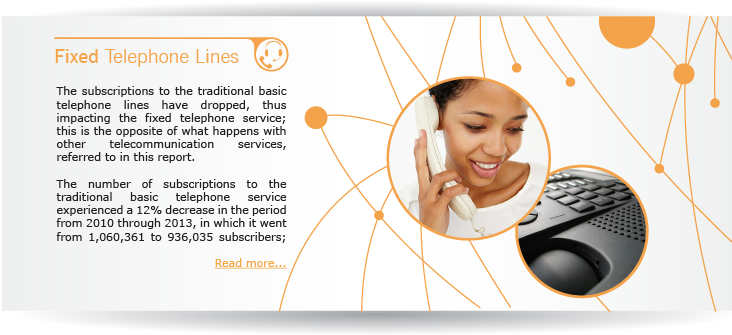 Fixed Telephone Lines
The subscriptions to the traditional basic
telephone lines have dropped, thus
impacting the fixed telephone service;
this is the opposite of what happens with
other telecommunication services,
referred to in this report.
The number of subscriptions to the
traditional basic telephone service
experienced a 12% decrease in the period
from 2010 through 2013, in which it went
from 1,060,361 to 936,035 subscribers;
Read more...